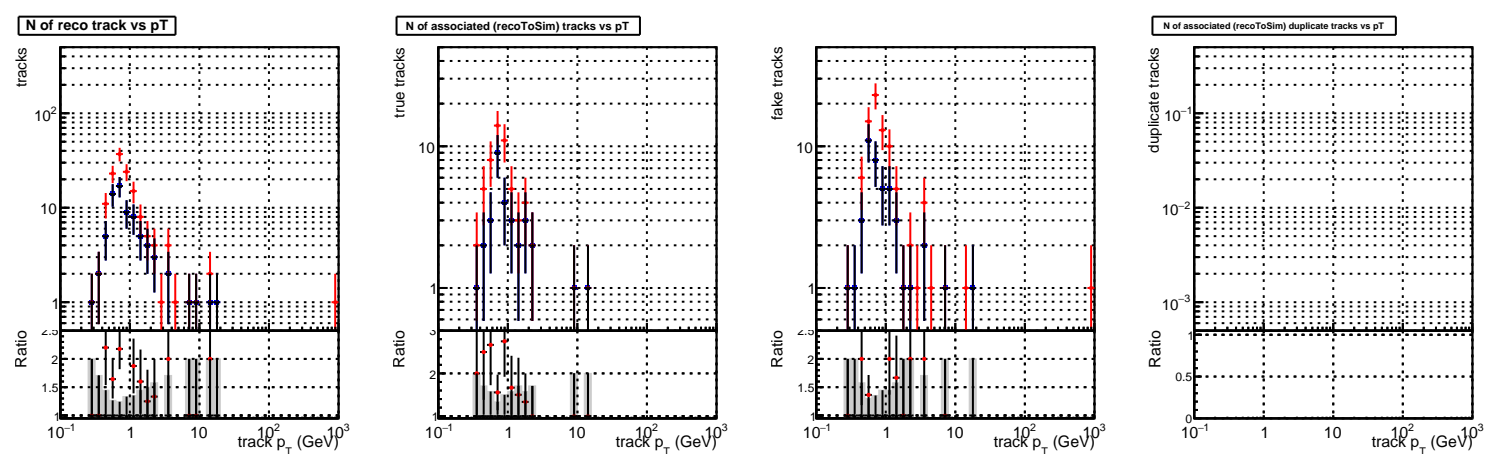 N of reco track vs pT
tracks
10²
10
1
Ratio
2.5
2
1.5
1
10⁻¹ 1 10 10² 10³
track pT (GeV)
N of associated (recoToSim) tracks vs pT
true tracks
10
1
Ratio
3
2
1
10⁻¹ 1 10 10² 10³
track pT (GeV)
fake tracks
10
1
Ratio
2.5
2
1.5
1
10⁻¹ 1 10 10² 10³
track pT (GeV)
N of associated (recoToSim) duplicate tracks vs pT
duplicate tracks
10⁻¹
10⁻²
10⁻³
Ratio
1
0.5
0
10⁻¹ 1 10 10² 10³
track pT (GeV)